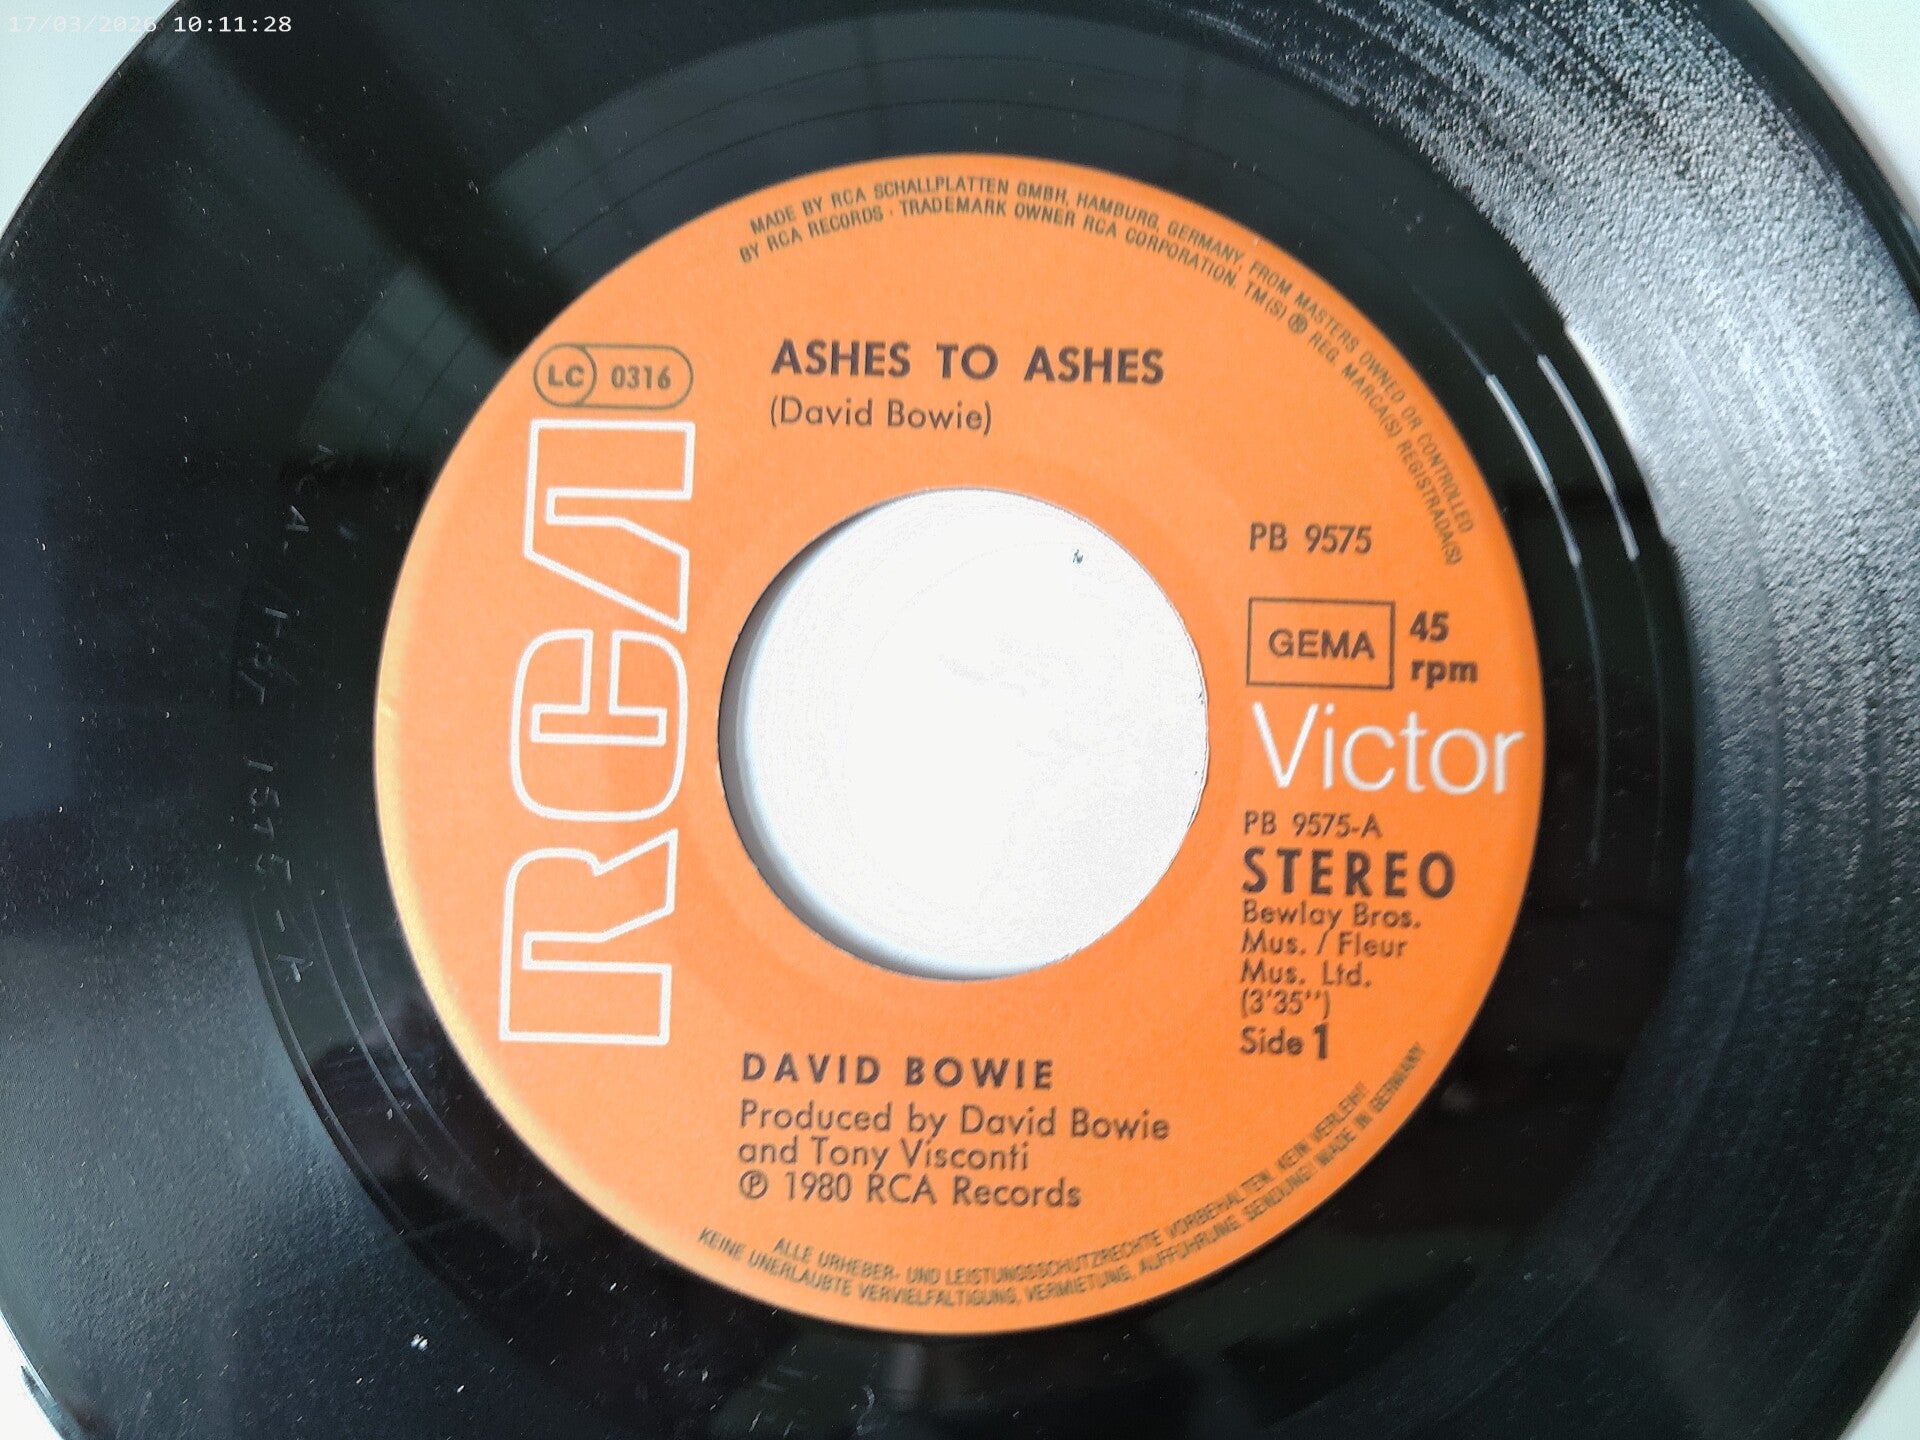 17/03/2026 10:11:28
MADE BY RCA SCHALLPLATTEN GMBH, HAMBURG, GERMANY, FROM MASTERS OWNED OR CONTROLLED
BY RCA RECORDS · TRADEMARK OWNER RCA CORPORATION. TM(S) ® REG. MARCA(S) REGISTRADA(S)
LC 0316
ASHES TO ASHES
(David Bowie)
RCA
PB 9575
GEMA
45
rpm
Victor
PB 9575-A
STEREO
Bewlay Bros.
Mus. / Fleur
Mus. Ltd.
(3'35")
Side 1
DAVID BOWIE
Produced by David Bowie
and Tony Visconti
℗ 1980 RCA Records
ALLE URHEBER- UND LEISTUNGSSCHUTZRECHTE VORBEHALTEN. KEIN VERLEIH!
KEINE UNERLAUBTE VERVIELFÄLTIGUNG, VERMIETUNG, AUFFÜHRUNG, SENDUNG! MADE IN GERMANY